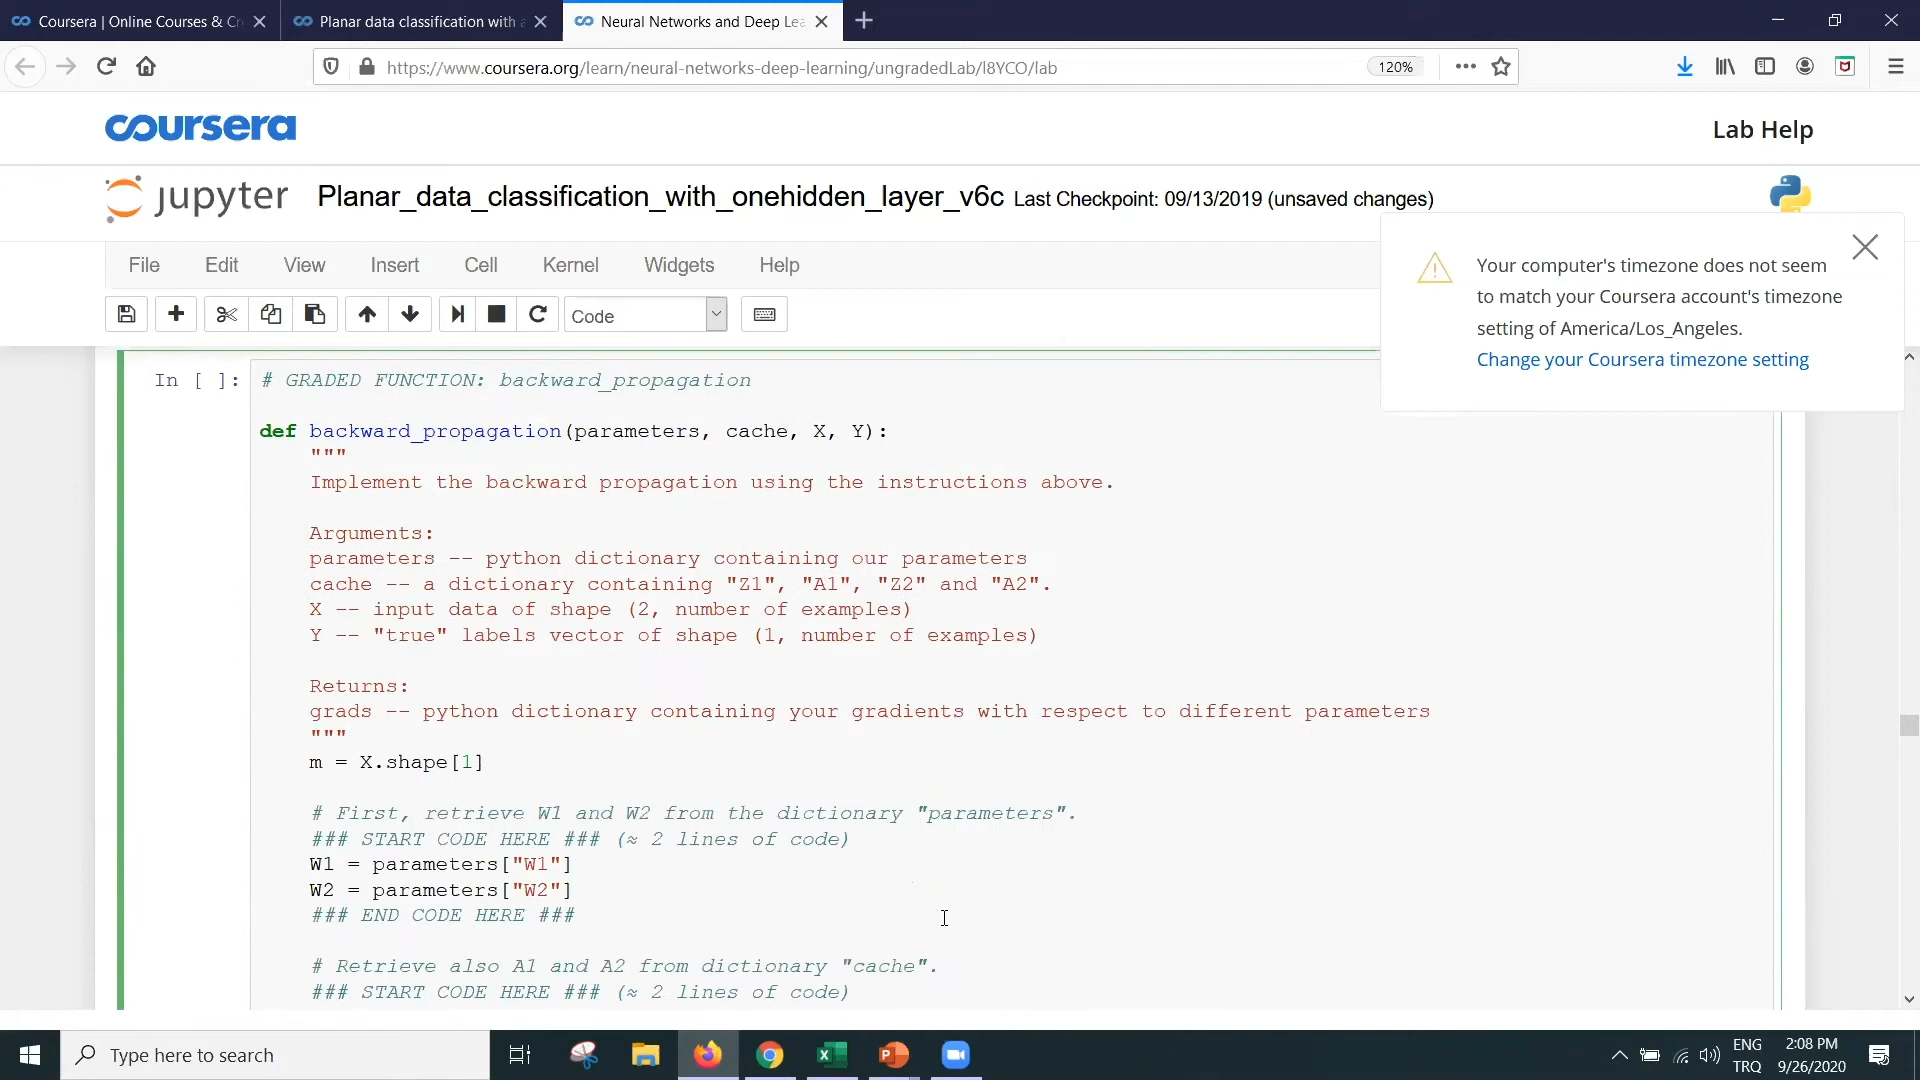 Coursera | Online Courses & Cr
Planar data classification with a
Neural Networks and Deep Lea
https://www.coursera.org/learn/neural-networks-deep-learning/ungradedLab/l8YCO/lab
120%
coursera
Lab Help
jupyter
Planar_data_classification_with_onehidden_layer_v6c Last Checkpoint: 09/13/2019 (unsaved changes)
File Edit View Insert Cell Kernel Widgets Help
Code
Your computer's timezone does not seem
to match your Coursera account's timezone
setting of America/Los_Angeles.
Change your Coursera timezone setting
In [ ]: # GRADED FUNCTION: backward_propagation
def backward_propagation(parameters, cache, X, Y):
"""
Implement the backward propagation using the instructions above.
Arguments:
parameters -- python dictionary containing our parameters
cache -- a dictionary containing "Z1", "A1", "Z2" and "A2".
X -- input data of shape (2, number of examples)
Y -- "true" labels vector of shape (1, number of examples)
Returns:
grads -- python dictionary containing your gradients with respect to different parameters
"""
m = X.shape[1]
# First, retrieve W1 and W2 from the dictionary "parameters".
### START CODE HERE ### (≈ 2 lines of code)
W1 = parameters["W1"]
W2 = parameters["W2"]
### END CODE HERE ###
# Retrieve also A1 and A2 from dictionary "cache".
### START CODE HERE ### (≈ 2 lines of code)
Type here to search
ENG
TRQ
2:08 PM
9/26/2020